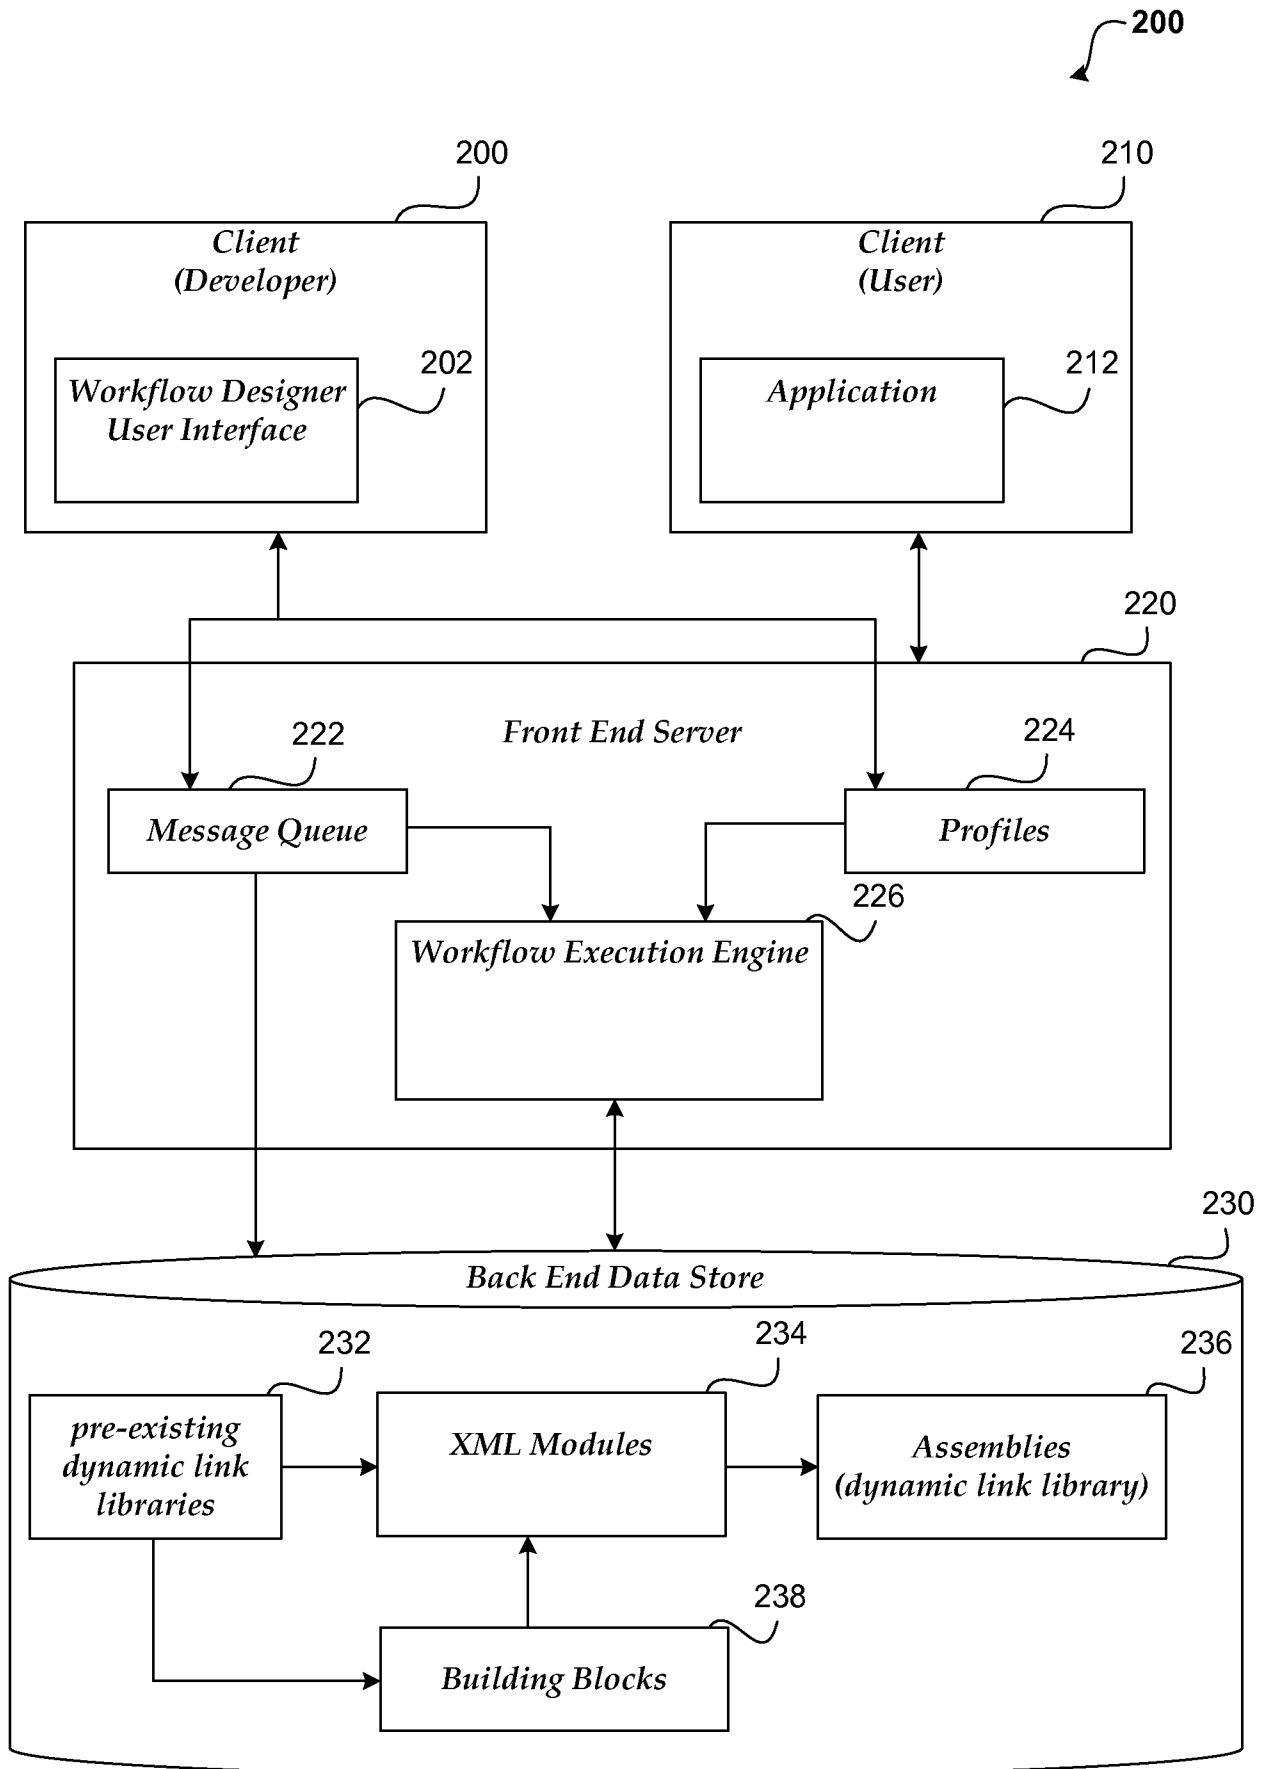 200
200
210
Client
(Developer)
Client
(User)
202
212
Workflow Designer
User Interface
Application
220
Front End Server
222
224
Message Queue
Profiles
226
Workflow Execution Engine
230
Back End Data Store
232
234
236
pre-existing
dynamic link
libraries
XML Modules
Assemblies
(dynamic link library)
238
Building Blocks